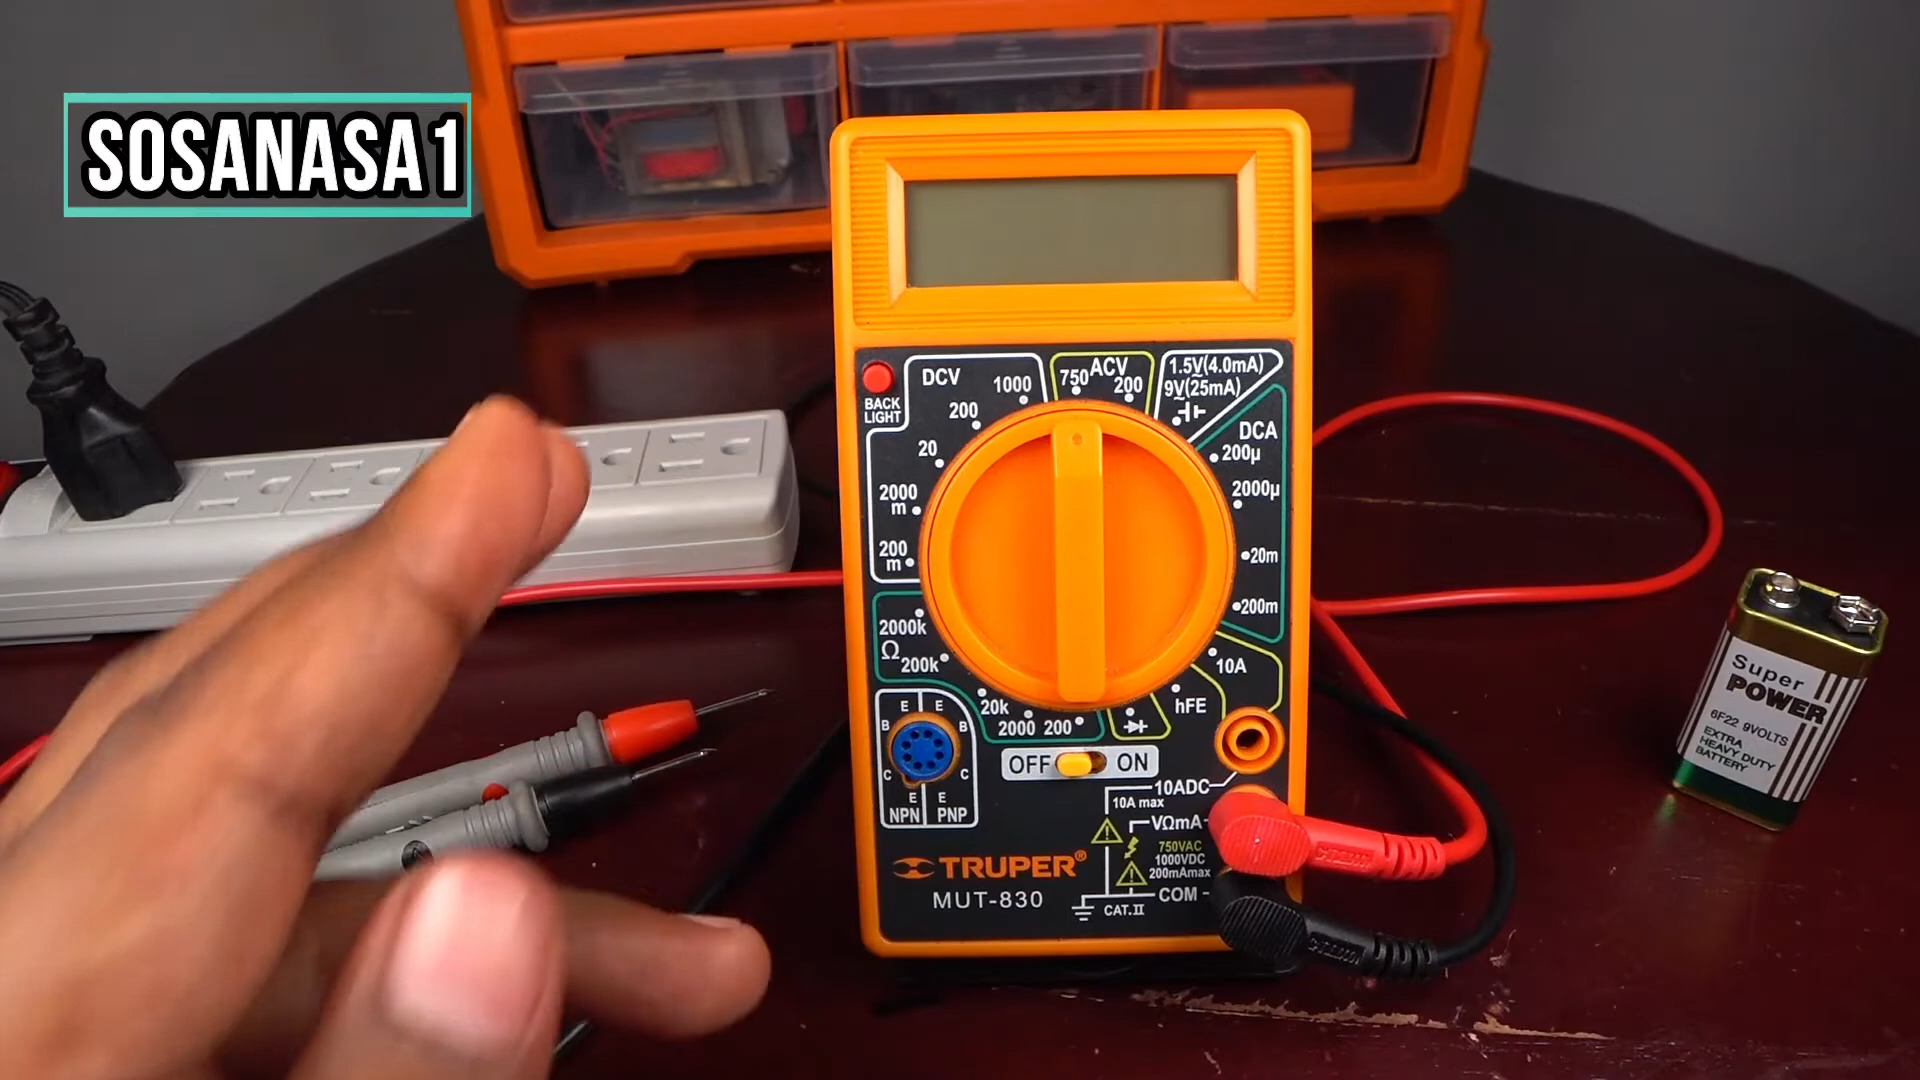 SOSANASA1
BACK
LIGHT
DCV
1000
200
20
2000
m
200
m
ACV
750
200
1.5V(4.0mA)
9V(25mA)
DCA
200µ
2000µ
20m
200m
10A
hFE
2000k
Ω
200k
20k
2000
200
E E
B B
C C
E E
NPN PNP
OFF ON
10ADC
10A max
VΩmA
750VAC
1000VDC
200mAmax
COM
CAT.II
TRUPER®
MUT-830
Super
POWER
6F22 9VOLTS
EXTRA
HEAVY DUTY
BATTERY